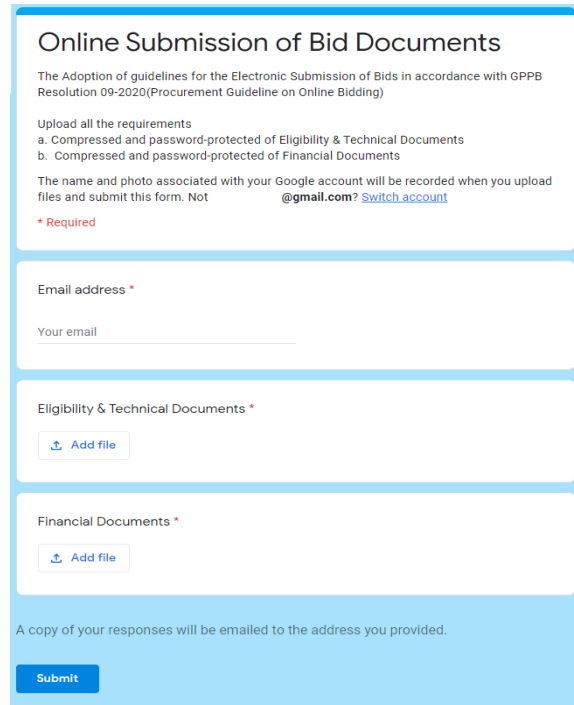 Online Submission of Bid Documents
The Adoption of guidelines for the Electronic Submission of Bids in accordance with GPPB
Resolution 09-2020(Procurement Guideline on Online Bidding)
Upload all the requirements
a. Compressed and password-protected of Eligibility & Technical Documents
b. Compressed and password-protected of Financial Documents
The name and photo associated with your Google account will be recorded when you upload
files and submit this form. Not @gmail.com? Switch account
* Required
Email address *
Your email
Eligibility & Technical Documents *
Add file
Financial Documents *
Add file
A copy of your responses will be emailed to the address you provided.
Submit